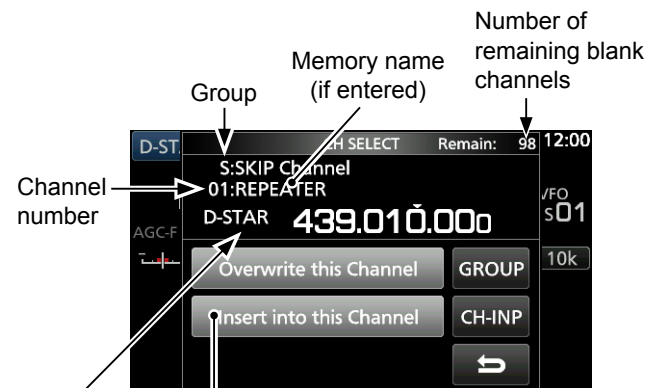 Number of
remaining blank
channels
Memory name
(if entered)
Group
D-ST
CH SELECT Remain: 98 12:00
S:SKIP Channel
Channel
number
01:REPEATER
VFO
S01
D-STAR 439.010.000
AGC-F
10k
Overwrite this Channel GROUP
Insert into this Channel CH-INP